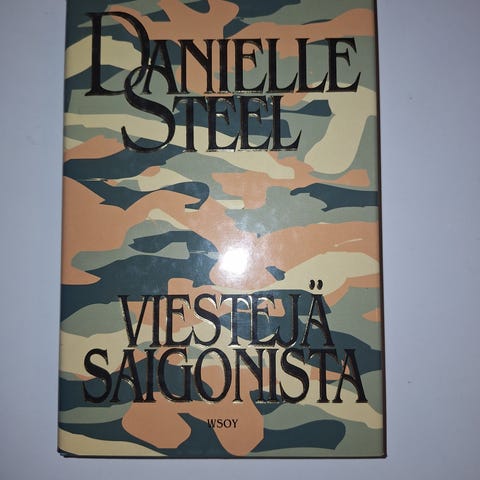 DANIELLE
STEEL
VIESTEJÄ
SAIGONISTA
WSOY